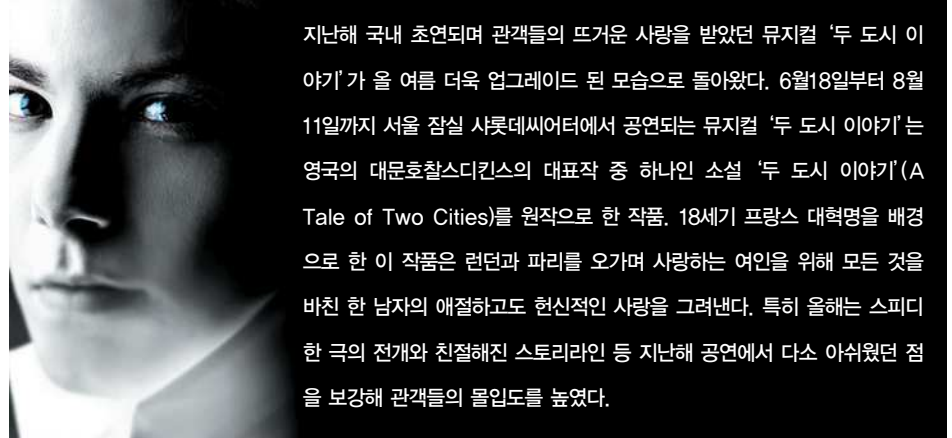 지난해 국내 초연되며 관객들의 뜨거운 사랑을 받았던 뮤지컬 ‘두 도시 이
야기’가 올 여름 더욱 업그레이드 된 모습으로 돌아왔다. 6월18일부터 8월
11일까지 서울 잠실 샤롯데씨어터에서 공연되는 뮤지컬 ‘두 도시 이야기’는
영국의 대문호찰스디킨스의 대표작 중 하나인 소설 ‘두 도시 이야기’(A
Tale of Two Cities)를 원작으로 한 작품. 18세기 프랑스 대혁명을 배경
으로 한 이 작품은 런던과 파리를 오가며 사랑하는 여인을 위해 모든 것을
바친 한 남자의 애절하고도 헌신적인 사랑을 그려낸다. 특히 올해는 스피디
한 극의 전개와 친절해진 스토리라인 등 지난해 공연에서 다소 아쉬웠던 점
을 보강해 관객들의 몰입도를 높였다.